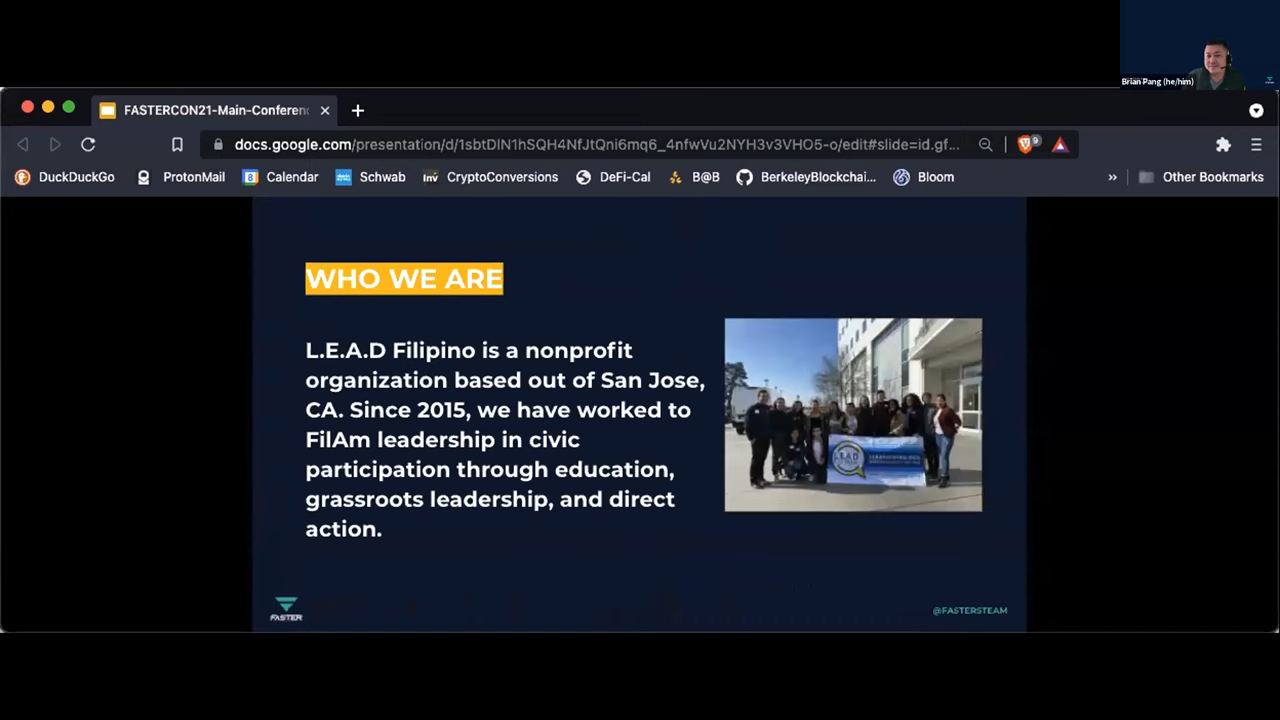 Brian Pang (he/him)
FASTERCON21-Main-Conferenc
docs.google.com/presentation/d/1sbtDlN1hSQH4NfJtQni6mq6_4nfwVu2NYH3v3VHO5-o/edit#slide=id.gf...
9
DuckDuckGo ProtonMail Calendar Schwab CryptoConversions DeFi-Cal B@B BerkeleyBlockchai... Bloom » Other Bookmarks
WHO WE ARE
L.E.A.D Filipino is a nonprofit
organization based out of San Jose,
CA. Since 2015, we have worked to
FilAm leadership in civic
participation through education,
grassroots leadership, and direct
action.
LEAD
FASTER
@FASTERSTEAM